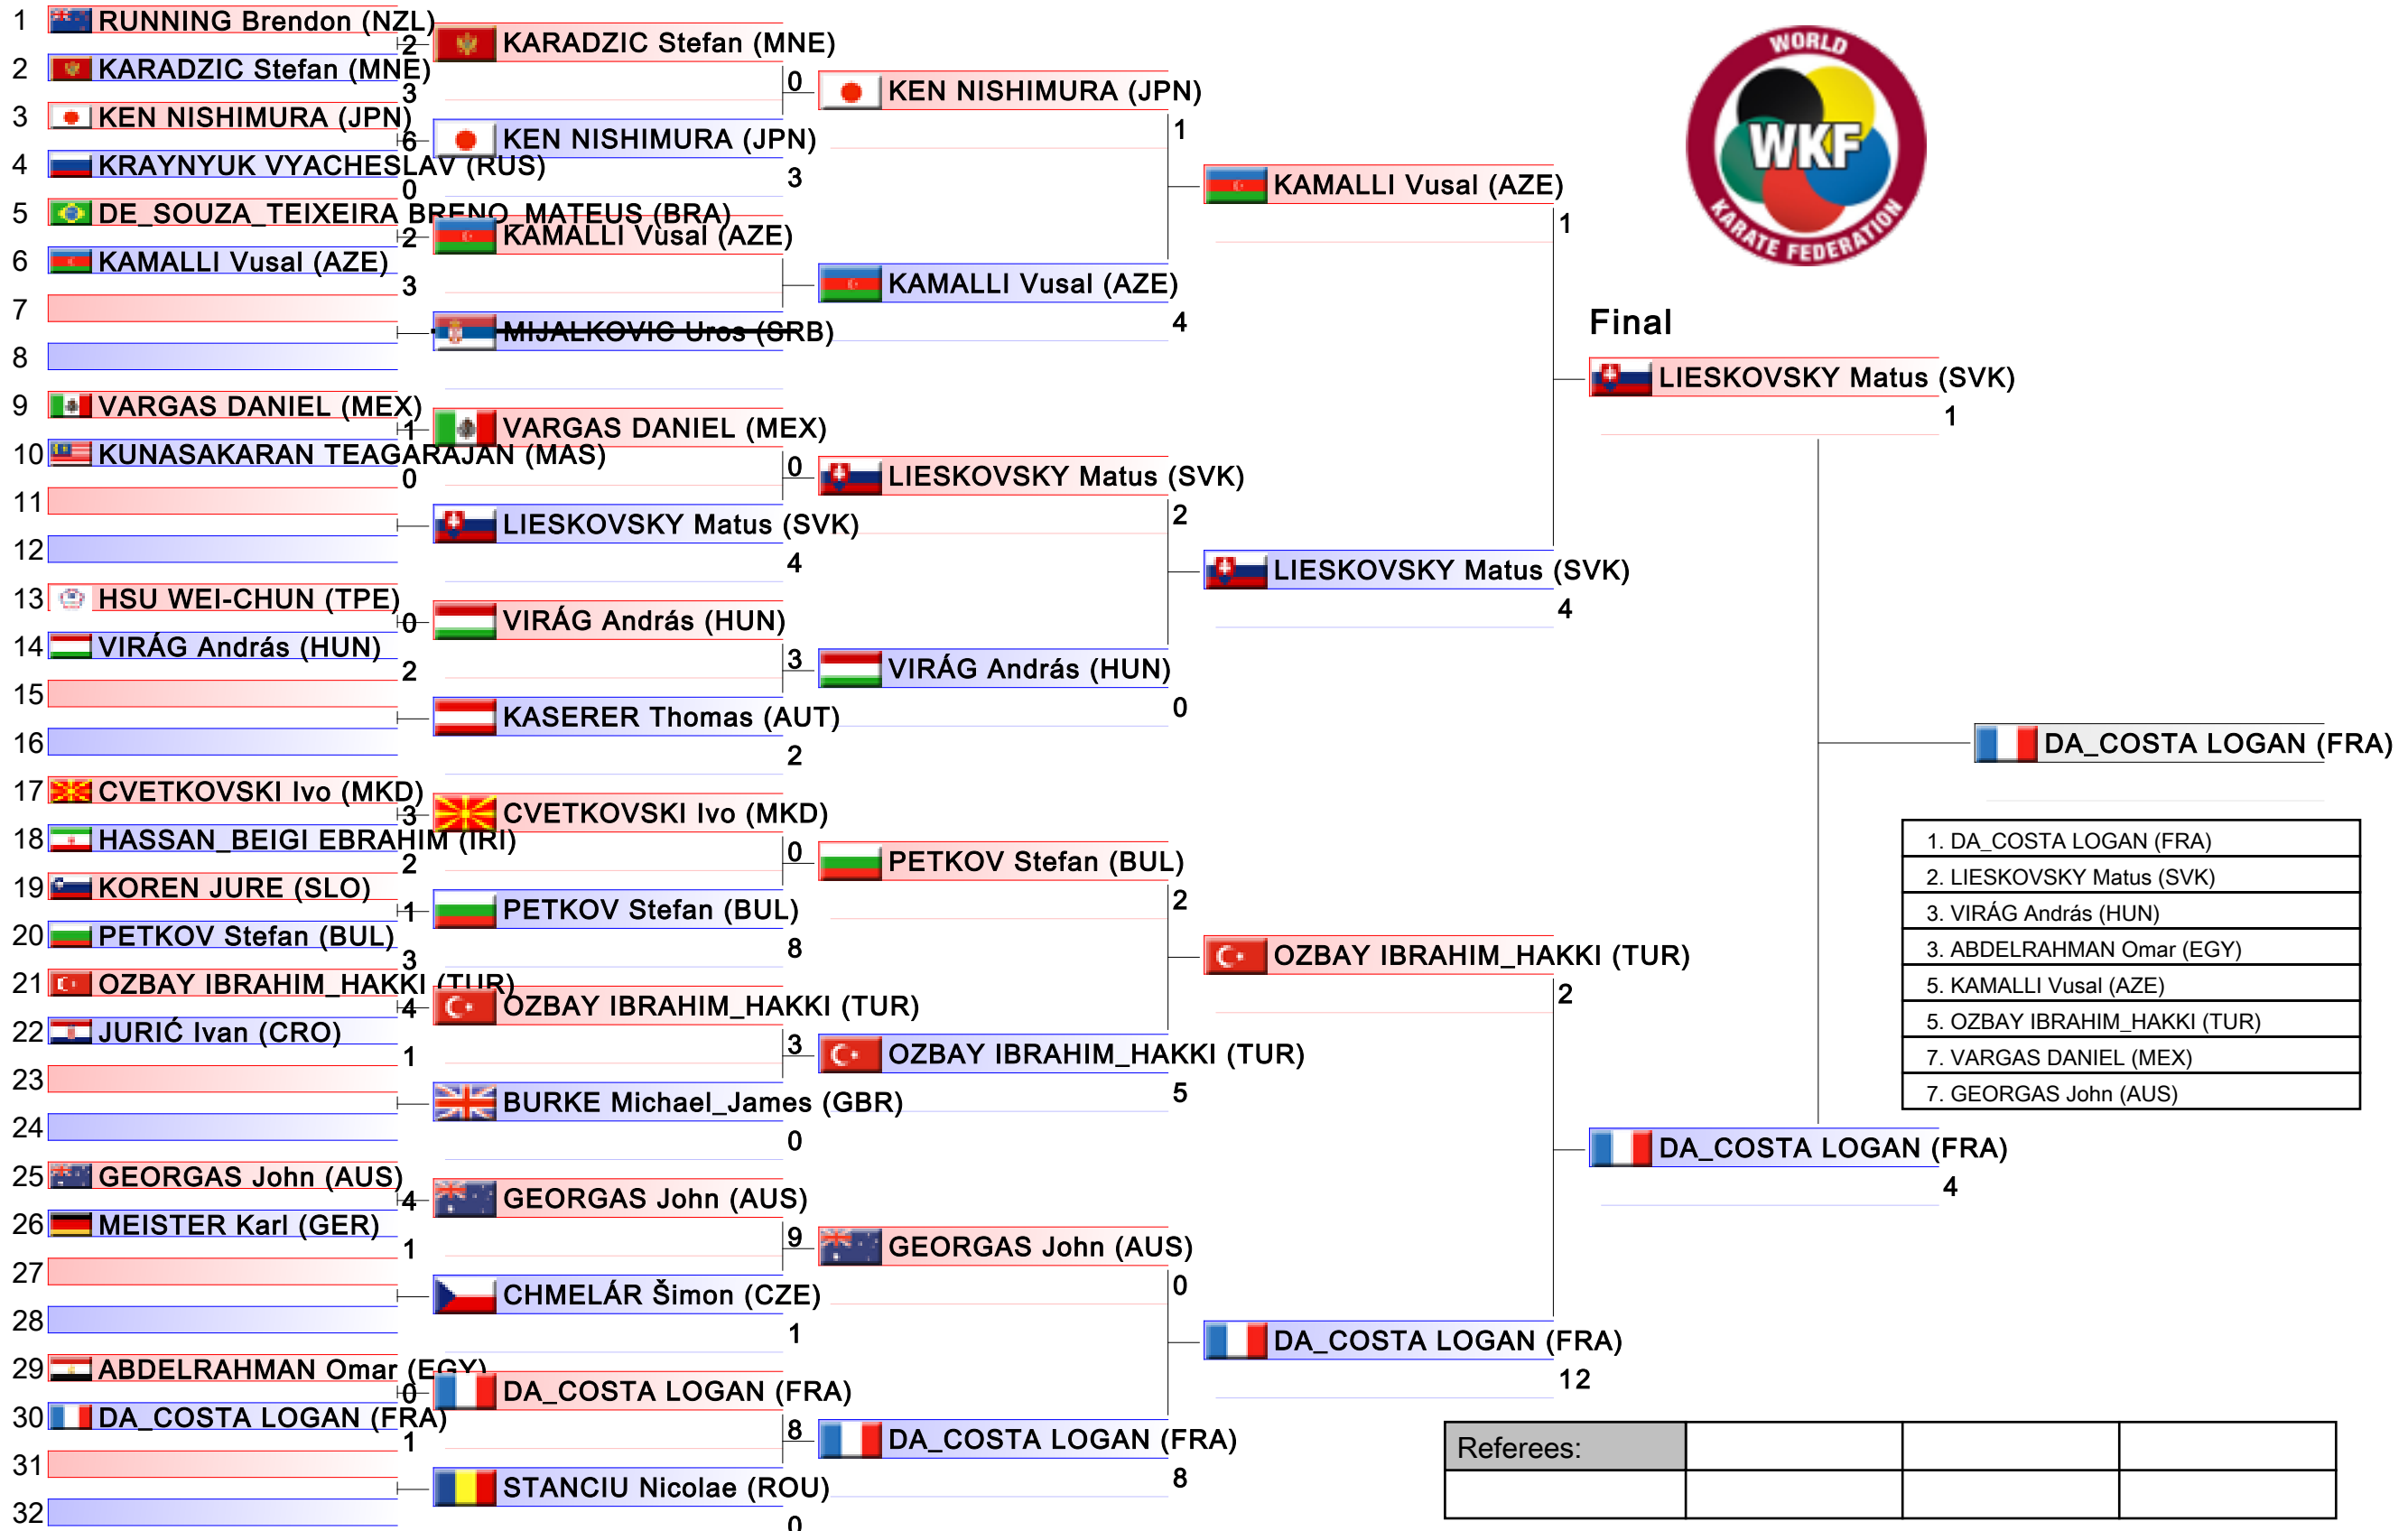 1 RUNNING Brendon (NZL)
2
2 KARADZIC Stefan (MNE)
3
3 KEN NISHIMURA (JPN)
6
4 KRAYNYUK VYACHESLAV (RUS)
0
5 DE_SOUZA_TEIXEIRA BRENO_MATEUS (BRA)
2
6 KAMALLI Vusal (AZE)
3
7
8
9 VARGAS DANIEL (MEX)
1
10 KUNASAKARAN TEAGARAJAN (MAS)
0
11
12
13 HSU WEI-CHUN (TPE)
0
14 VIRÁG András (HUN)
2
15
16
17 CVETKOVSKI Ivo (MKD)
3
18 HASSAN_BEIGI EBRAHIM (IRI)
2
19 KOREN JURE (SLO)
1
20 PETKOV Stefan (BUL)
3
21 OZBAY IBRAHIM_HAKKI (TUR)
4
22 JURIĆ Ivan (CRO)
1
23
24
25 GEORGAS John (AUS)
4
26 MEISTER Karl (GER)
1
27
28
29 ABDELRAHMAN Omar (EGY)
0
30 DA_COSTA LOGAN (FRA)
1
31
32
KARADZIC Stefan (MNE)
0
KEN NISHIMURA (JPN)
3
KAMALLI Vusal (AZE)
MIJALKOVIC Uros (SRB)
VARGAS DANIEL (MEX)
0
LIESKOVSKY Matus (SVK)
4
VIRÁG András (HUN)
3
KASERER Thomas (AUT)
2
CVETKOVSKI Ivo (MKD)
0
PETKOV Stefan (BUL)
8
OZBAY IBRAHIM_HAKKI (TUR)
3
BURKE Michael_James (GBR)
0
GEORGAS John (AUS)
9
CHMELÁR Šimon (CZE)
1
DA_COSTA LOGAN (FRA)
8
STANCIU Nicolae (ROU)
0
KEN NISHIMURA (JPN)
1
KAMALLI Vusal (AZE)
4
LIESKOVSKY Matus (SVK)
2
VIRÁG András (HUN)
0
PETKOV Stefan (BUL)
2
OZBAY IBRAHIM_HAKKI (TUR)
5
GEORGAS John (AUS)
0
DA_COSTA LOGAN (FRA)
8
KAMALLI Vusal (AZE)
1
LIESKOVSKY Matus (SVK)
4
OZBAY IBRAHIM_HAKKI (TUR)
2
DA_COSTA LOGAN (FRA)
12
WORLD
WKF
KARATE FEDERATION
Final
LIESKOVSKY Matus (SVK)
1
DA_COSTA LOGAN (FRA)
4
DA_COSTA LOGAN (FRA)
1. DA_COSTA LOGAN (FRA)
2. LIESKOVSKY Matus (SVK)
3. VIRÁG András (HUN)
3. ABDELRAHMAN Omar (EGY)
5. KAMALLI Vusal (AZE)
5. OZBAY IBRAHIM_HAKKI (TUR)
7. VARGAS DANIEL (MEX)
7. GEORGAS John (AUS)
Referees: